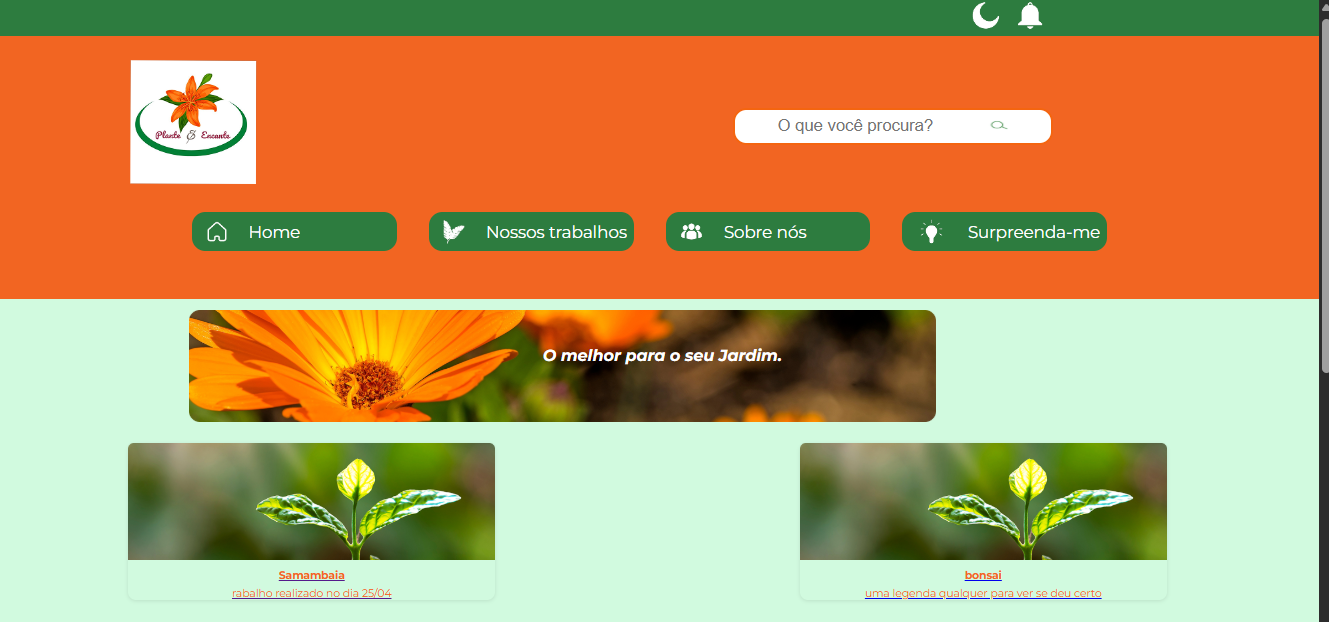 Plante & Encante
O que você procura?
Home
Nossos trabalhos
Sobre nós
Surpreenda-me
O melhor para o seu Jardim.
Samambaia
rabalho realizado no dia 25/04
bonsai
uma legenda qualquer para ver se deu certo